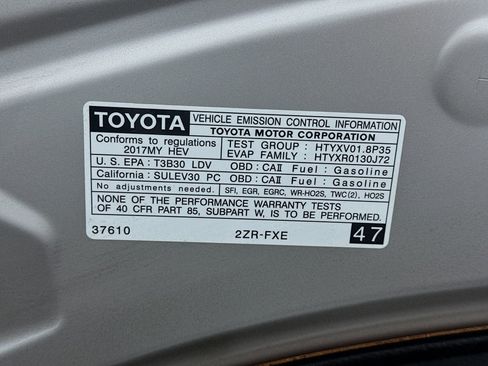 TOYOTA VEHICLE EMISSION CONTROL INFORMATION
TOYOTA MOTOR CORPORATION
Conforms to regulations
2017MY HEV
TEST GROUP : HTYXV01.8P35
EVAP FAMILY : HTYXR0130J72
U.S. EPA : T3B30 LDV OBD : CAII Fuel : Gasoline
California : SULEV30 PC OBD : CAII Fuel : Gasoline
No adjustments needed. SFI, EGR, EGRC, WR-HO2S, TWC(2), HO2S
NONE OF THE PERFORMANCE WARRANTY TESTS
OF 40 CFR PART 85, SUBPART W, IS TO BE PERFORMED.
37610 2ZR-FXE 47